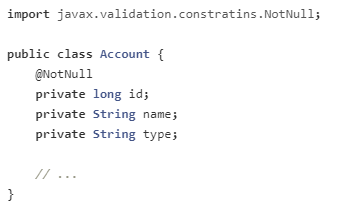 import javax.validation.constratins.NotNull;
public class Account {
@NotNull
private long id;
private String name;
private String type;
// ...
}